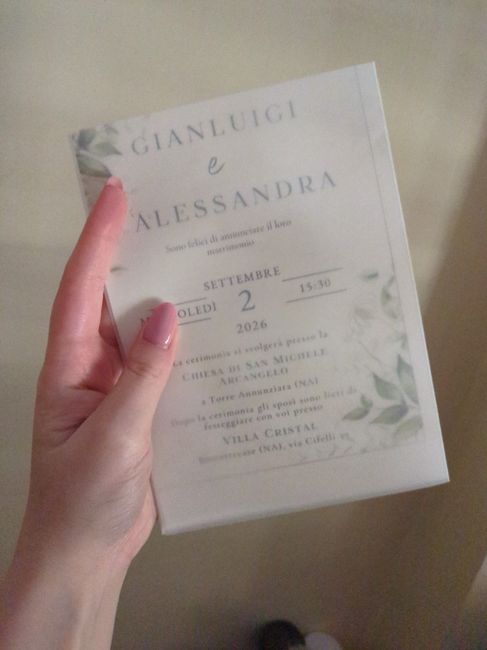 GIANLUIGI
e
ALESSANDRA
Sono felici di annunciare il loro
matrimonio
SETTEMBRE
2
15:30
2026
La cerimonia si svolgerà presso la
CHIESA DI SAN MICHELE
ARCANGELO
a Torre Annunziata (NA)
Dopo la cerimonia gli sposi sono lieti di
festeggiare con voi presso
VILLA CRISTAL
Boscotrecase (NA), via Cifelli